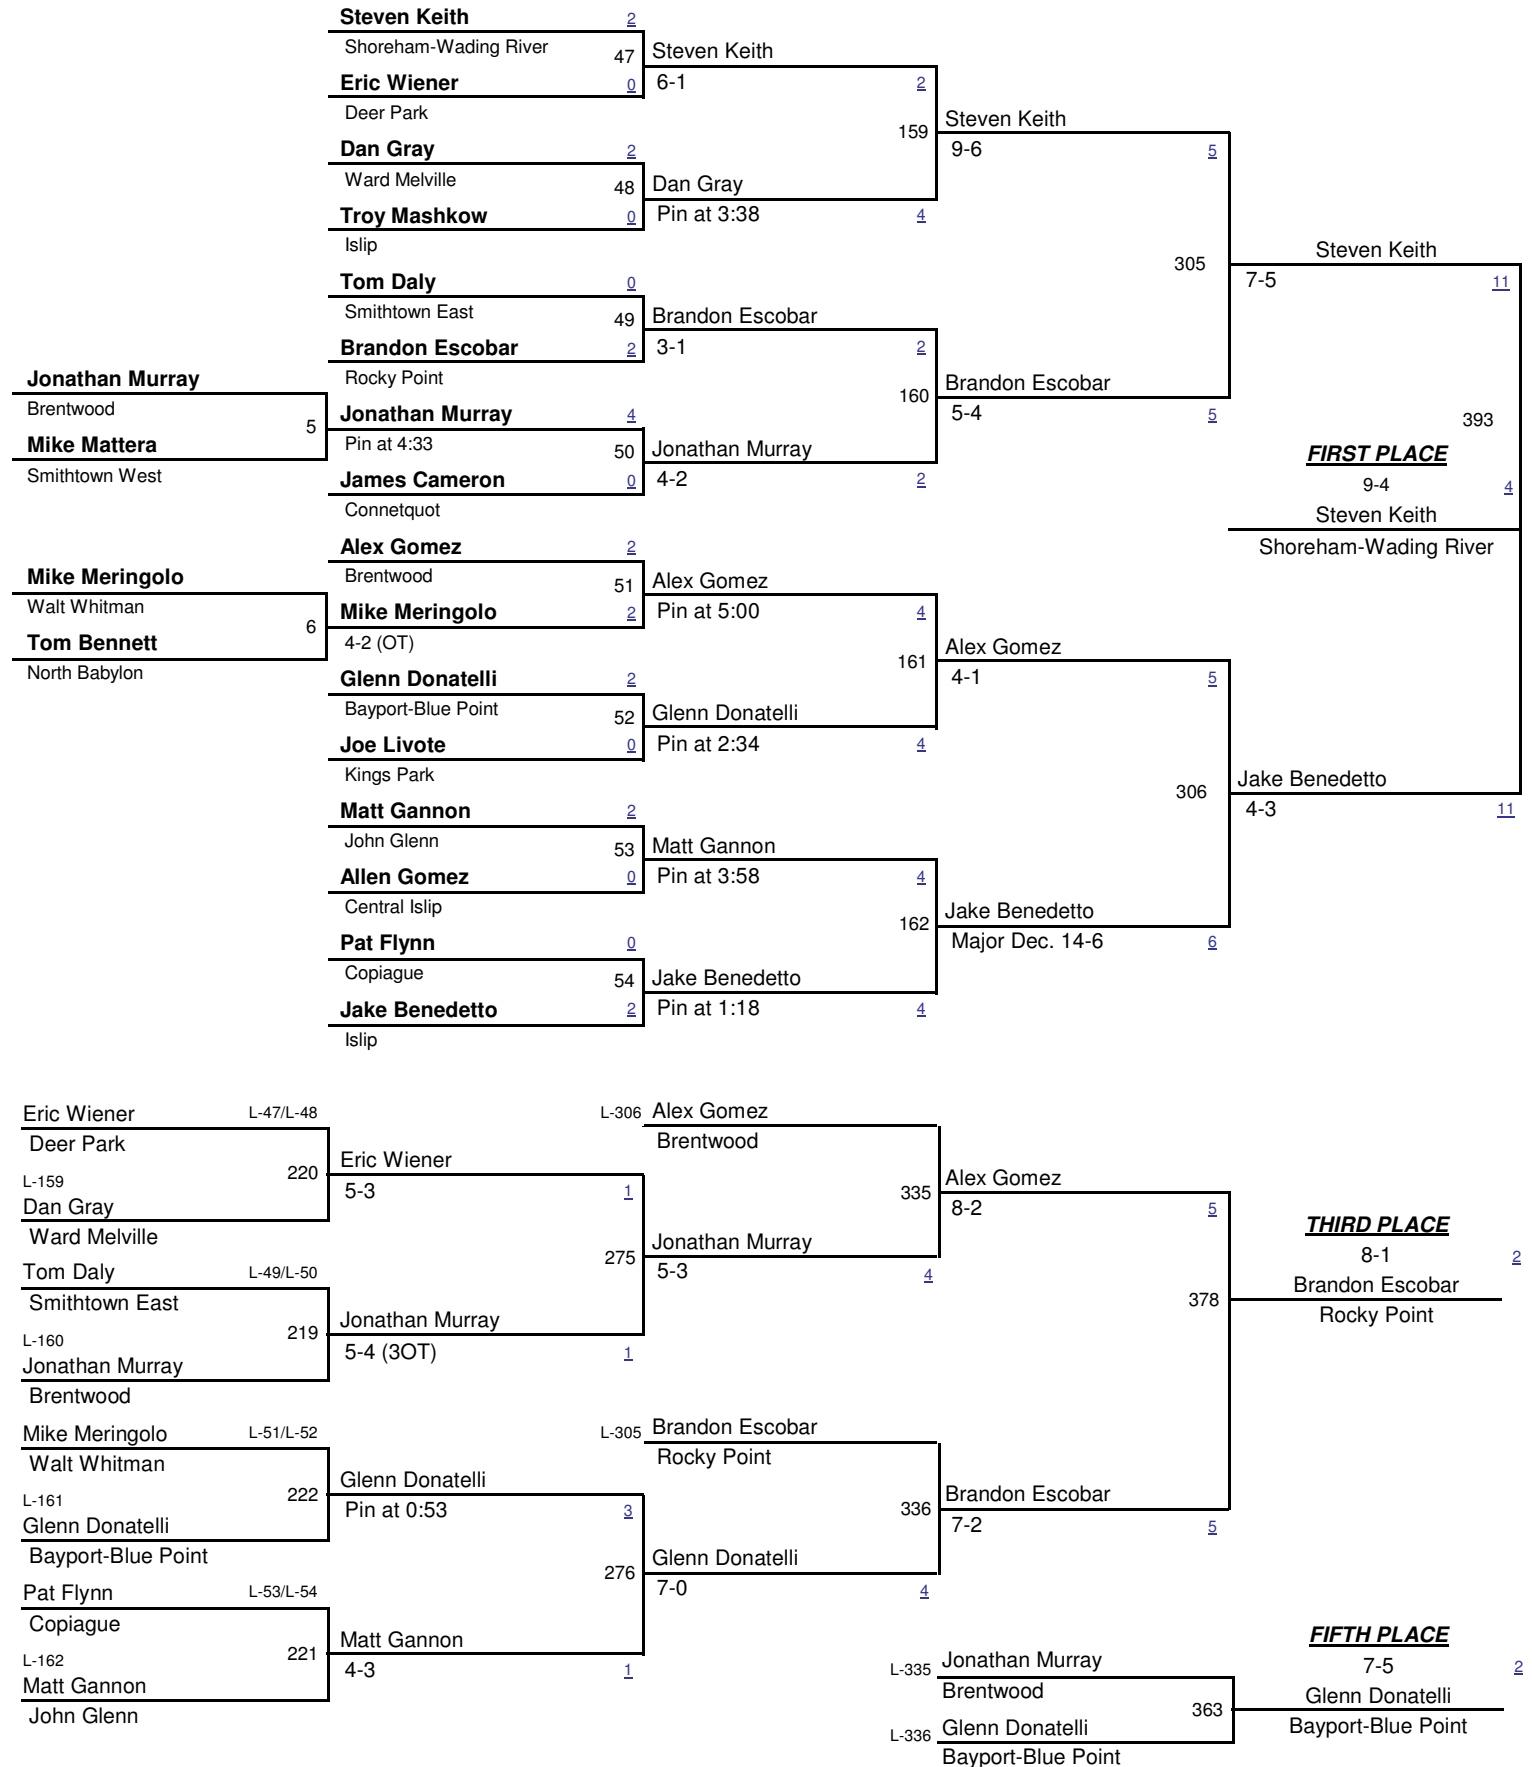 Steven Keith 2
Shoreham-Wading River
47 Steven Keith
Eric Wiener 0 6-1 2
Deer Park
159 Steven Keith
Dan Gray 2 9-6 5
Ward Melville
48 Dan Gray
Troy Mashkow 0 Pin at 3:38 4
Islip
305 Steven Keith
Tom Daly 0 7-5 11
Smithtown East
49 Brandon Escobar
Brandon Escobar 2 3-1 2
Rocky Point
Jonathan Murray
Brentwood
160 Brandon Escobar
5 Jonathan Murray 4 5-4 5
393
Mike Mattera Pin at 4:33
50 Jonathan Murray
FIRST PLACE
Smithtown West
James Cameron 0 4-2 2
9-4 4
Connetquot
Steven Keith
Shoreham-Wading River
Alex Gomez 2
Mike Meringolo
Brentwood
51 Alex Gomez
Walt Whitman
6 Mike Meringolo 2 Pin at 5:00 4
Tom Bennett 4-2 (OT)
161 Alex Gomez
North Babylon
Glenn Donatelli 2 4-1 5
Bayport-Blue Point
52 Glenn Donatelli
Joe Livote 0 Pin at 2:34 4
Kings Park
306 Jake Benedetto
Matt Gannon 2 4-3 11
John Glenn
53 Matt Gannon
Allen Gomez 0 Pin at 3:58 4
Central Islip
162 Jake Benedetto
Pat Flynn 0 Major Dec. 14-6 6
Copiague
54 Jake Benedetto
Jake Benedetto 2 Pin at 1:18 4
Islip
Eric Wiener L-47/L-48
L-306 Alex Gomez
Deer Park
Brentwood
220 Eric Wiener
L-159 5-3 1
335 Alex Gomez
Dan Gray 8-2 5
Ward Melville
THIRD PLACE
275 Jonathan Murray
8-1 2
Tom Daly L-49/L-50
5-3 4
Brandon Escobar
Smithtown East
378
Rocky Point
219 Jonathan Murray
L-160 5-4 (3OT) 1
Jonathan Murray
Brentwood
Mike Meringolo L-51/L-52
L-305 Brandon Escobar
Walt Whitman
Rocky Point
222 Glenn Donatelli
L-161 Pin at 0:53 3
336 Brandon Escobar
Glenn Donatelli 7-2 5
Bayport-Blue Point
276 Glenn Donatelli
Pat Flynn L-53/L-54
7-0 4
Copiague
221 Matt Gannon
FIFTH PLACE
L-162 4-3 1
L-335 Jonathan Murray
7-5 2
Matt Gannon
Brentwood
363 Glenn Donatelli
John Glenn
L-336 Glenn Donatelli
Bayport-Blue Point
Bayport-Blue Point